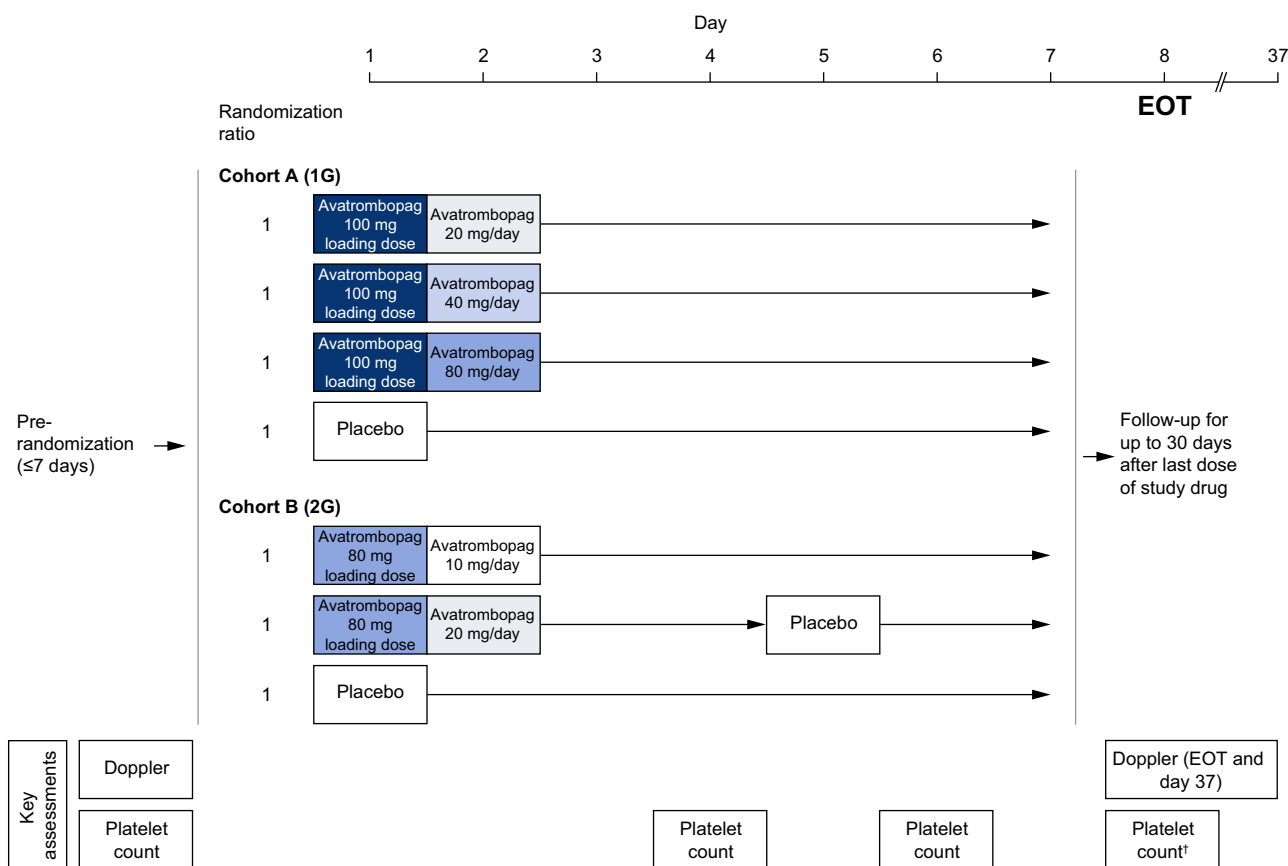 Day
1 2 3 4 5 6 7 8 37
EOT
Randomization
ratio
Cohort A (1G)
1
Avatrombopag
100 mg
loading dose
Avatrombopag
20 mg/day
1
Avatrombopag
100 mg
loading dose
Avatrombopag
40 mg/day
1
Avatrombopag
100 mg
loading dose
Avatrombopag
80 mg/day
1
Placebo
Pre-
randomization
(≤7 days)
Follow-up for
up to 30 days
after last dose
of study drug
Cohort B (2G)
1
Avatrombopag
80 mg
loading dose
Avatrombopag
10 mg/day
1
Avatrombopag
80 mg
loading dose
Avatrombopag
20 mg/day
Placebo
1
Placebo
Key
assessments
Doppler
Doppler (EOT and
day 37)
Platelet
count
Platelet
count
Platelet
count
Platelet
count†